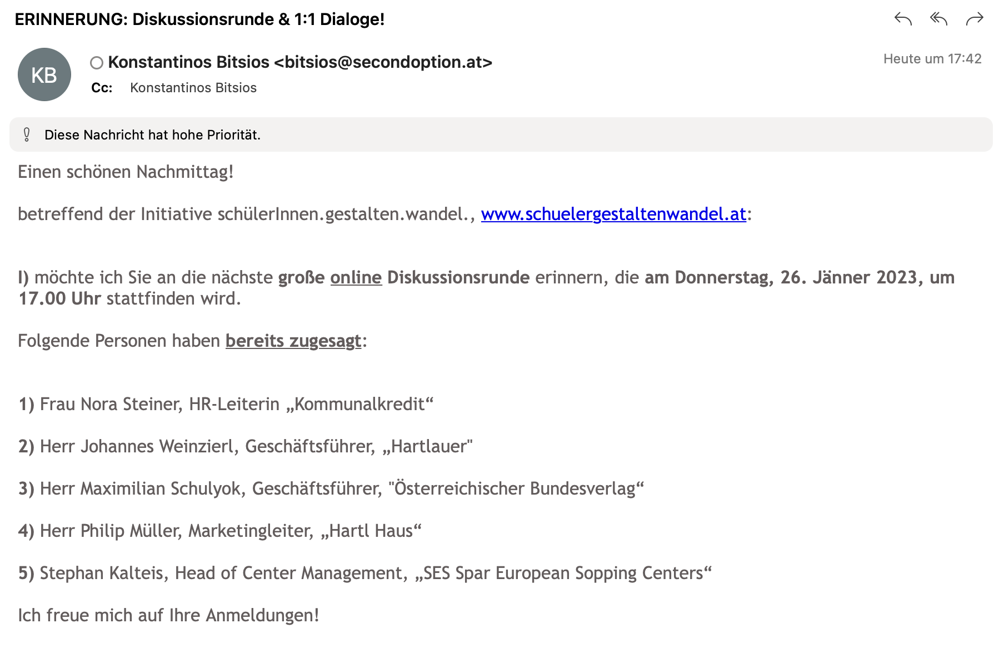 ERINNERUNG: Diskussionsrunde & 1:1 Dialoge!
KB
Konstantinos Bitsios <bitsios@secondoption.at>
Heute um 17:42
Cc: Konstantinos Bitsios
Diese Nachricht hat hohe Priorität.
Einen schönen Nachmittag!
betreffend der Initiative schülerInnen.gestalten.wandel., www.schuelergestaltenwandel.at:
I) möchte ich Sie an die nächste große online Diskussionsrunde erinnern, die am Donnerstag, 26. Jänner 2023, um
17.00 Uhr stattfinden wird.
Folgende Personen haben bereits zugesagt:
1) Frau Nora Steiner, HR-Leiterin „Kommunalkredit“
2) Herr Johannes Weinzierl, Geschäftsführer, „Hartlauer"
3) Herr Maximilian Schulyok, Geschäftsführer, "Österreichischer Bundesverlag“
4) Herr Philip Müller, Marketingleiter, „Hartl Haus“
5) Stephan Kalteis, Head of Center Management, „SES Spar European Sopping Centers“
Ich freue mich auf Ihre Anmeldungen!